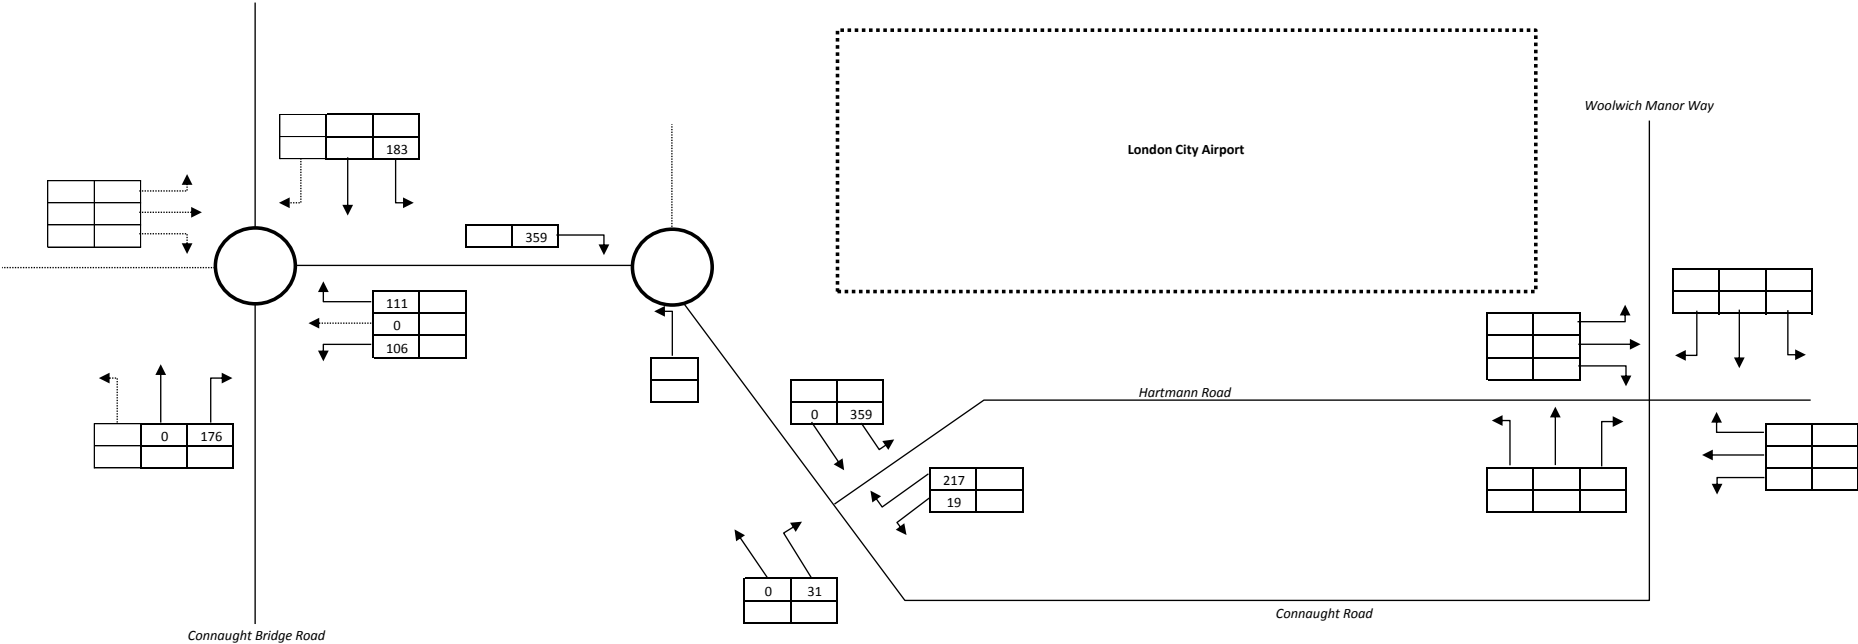 Woolwich Manor Way
183
London City Airport
359
111
0
106
Hartmann Road
0 359
0 176
217
19
0 31
Connaught Road
Connaught Bridge Road